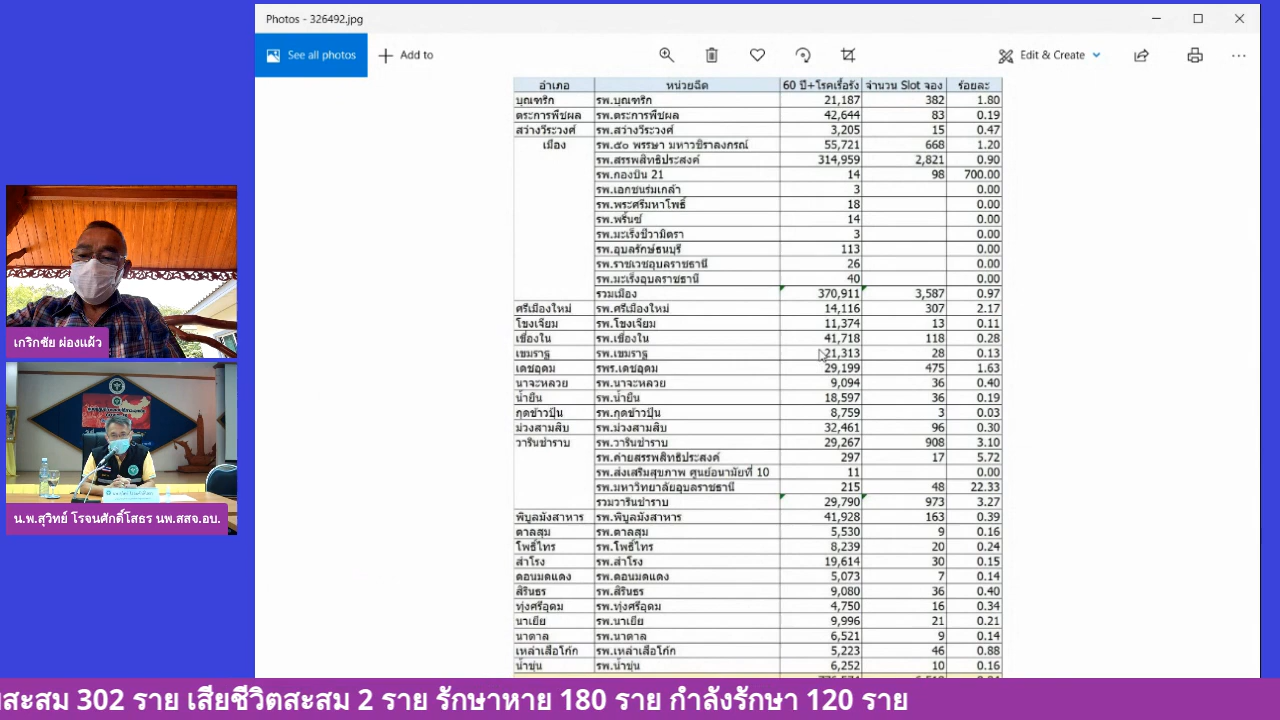 Photos - 326492.jpg
See all photos
Add to
Edit & Create
อำเภอ หน่วยฉีด 60 ปี+โรคเรื้อรัง จำนวน Slot จอง ร้อยละ
บุณฑริก รพ.บุณฑริก 21,187 382 1.80
ตระการพืชผล รพ.ตระการพืชผล 42,644 83 0.19
สว่างวีระวงศ์ รพ.สว่างวีระวงศ์ 3,205 15 0.47
เมือง รพ.๕๐ พรรษา มหาวชิราลงกรณ์ 55,721 668 1.20
รพ.สรรพสิทธิประสงค์ 314,959 2,821 0.90
รพ.กองบิน 21 14 98 700.00
รพ.เอกชนร่มเกล้า 3 0.00
รพ.พระศรีมหาโพธิ์ 18 0.00
รพ.พริ้นซ์ 14 0.00
รพ.มะเร็งชีวามิตรา 3 0.00
รพ.อุบลรักษ์ธนบุรี 113 0.00
รพ.ราชเวชอุบลราชธานี 26 0.00
รพ.มะเร็งอุบลราชธานี 40 0.00
รวมเมือง 370,911 3,587 0.97
ศรีเมืองใหม่ รพ.ศรีเมืองใหม่ 14,116 307 2.17
โขงเจียม รพ.โขงเจียม 11,374 13 0.11
เขื่องใน รพ.เขื่องใน 41,718 118 0.28
เขมราฐ รพ.เขมราฐ 21,313 28 0.13
เดชอุดม รพร.เดชอุดม 29,199 475 1.63
นาจะหลวย รพ.นาจะหลวย 9,094 36 0.40
น้ำยืน รพ.น้ำยืน 18,597 36 0.19
กุดข้าวปุ้น รพ.กุดข้าวปุ้น 8,759 3 0.03
ม่วงสามสิบ รพ.ม่วงสามสิบ 32,461 96 0.30
วารินชำราบ รพ.วารินชำราบ 29,267 908 3.10
รพ.ค่ายสรรพสิทธิประสงค์ 297 17 5.72
รพ.ส่งเสริมสุขภาพ ศูนย์อนามัยที่ 10 11 0.00
รพ.มหาวิทยาลัยอุบลราชธานี 215 48 22.33
รวมวารินชำราบ 29,790 973 3.27
พิบูลมังสาหาร รพ.พิบูลมังสาหาร 41,928 163 0.39
ตาลสุม รพ.ตาลสุม 5,530 9 0.16
โพธิ์ไทร รพ.โพธิ์ไทร 8,239 20 0.24
สำโรง รพ.สำโรง 19,614 30 0.15
ดอนมดแดง รพ.ดอนมดแดง 5,073 7 0.14
สิรินธร รพ.สิรินธร 9,080 36 0.40
ทุ่งศรีอุดม รพ.ทุ่งศรีอุดม 4,750 16 0.34
นาเยีย รพ.นาเยีย 9,996 21 0.21
นาตาล รพ.นาตาล 6,521 9 0.14
เหล่าเสือโก้ก รพ.เหล่าเสือโก้ก 5,223 46 0.88
น้ำขุ่น รพ.น้ำขุ่น 6,252 10 0.16
เกริกชัย ผ่องแผ้ว
น.พ.สุวิทย์ โรจนศักดิ์โสธร นพ.สสจ.อบ.
สะสม 302 ราย เสียชีวิตสะสม 2 ราย รักษาหาย 180 ราย กำลังรักษา 120 ราย